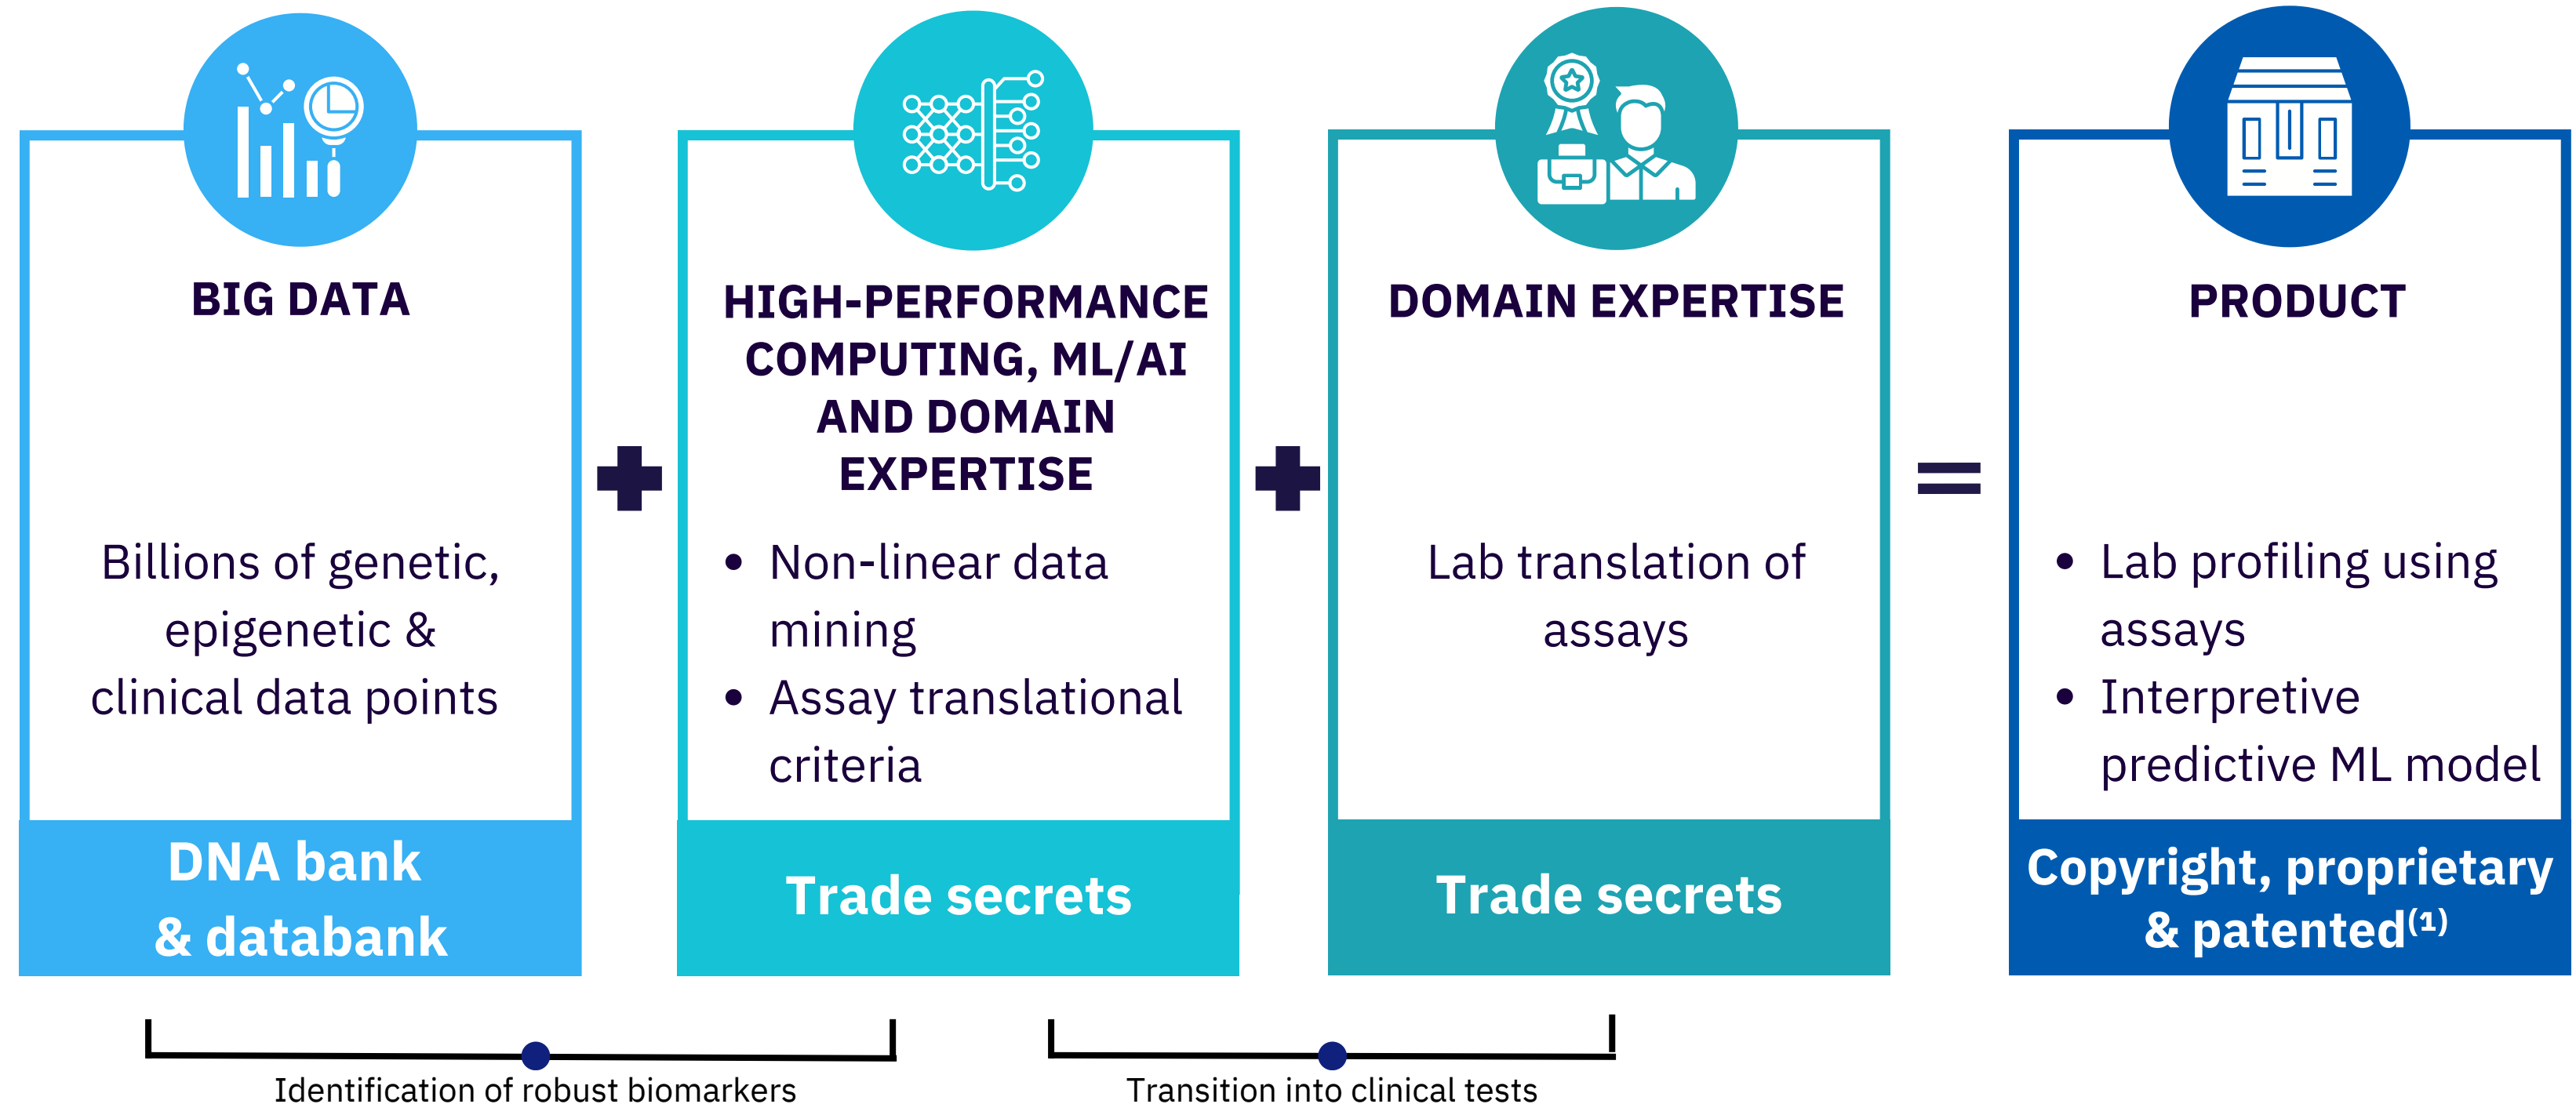 BIG DATA
Billions of genetic,
epigenetic &
clinical data points
DNA bank
& databank
HIGH-PERFORMANCE
COMPUTING, ML/AI
AND DOMAIN
EXPERTISE
• Non-linear data
mining
• Assay translational
criteria
Trade secrets
DOMAIN EXPERTISE
Lab translation of
assays
Trade secrets
=
PRODUCT
• Lab profiling using
assays
• Interpretive
predictive ML model
Copyright, proprietary
& patented(1)
Identification of robust biomarkers
Transition into clinical tests